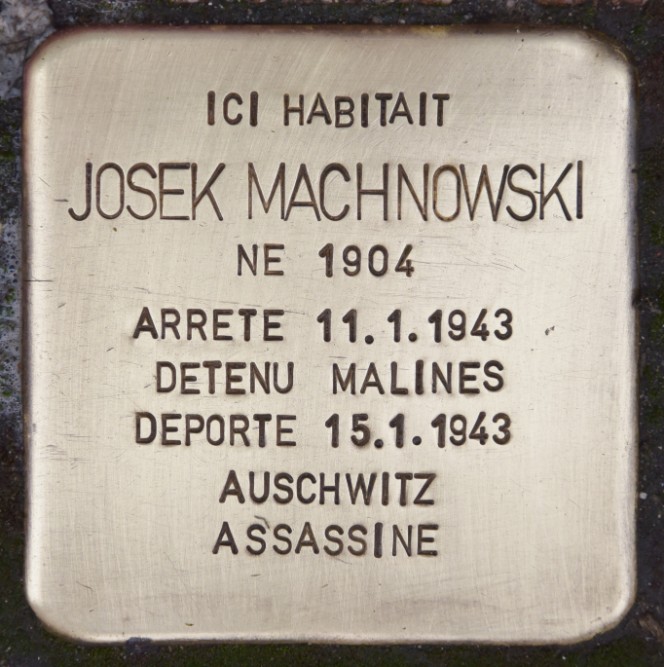 ICI HABITAIT
JOSEK MACHNOWSKI
NE 1904
ARRETE 11.1.1943
DETENU MALINES
DEPORTE 15.1.1943
AUSCHWITZ
ASSASSINE